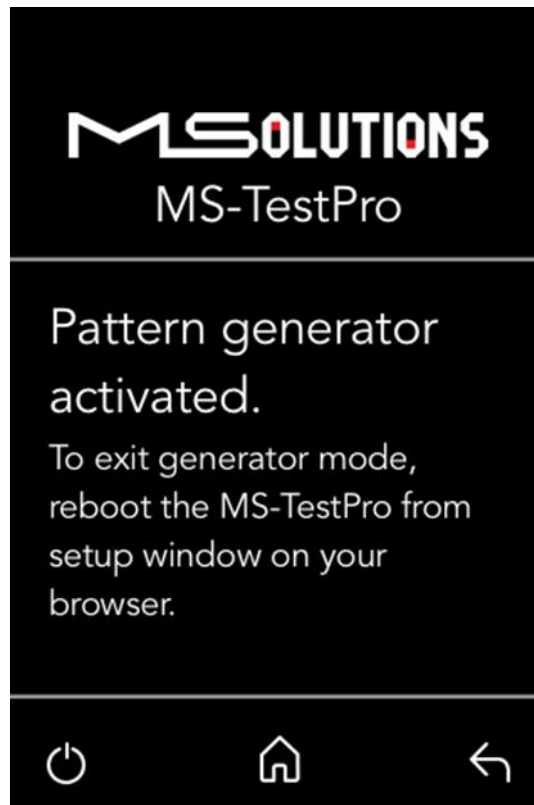 MSOLUTIONS
MS-TestPro
Pattern generator
activated.
To exit generator mode,
reboot the MS-TestPro from
setup window on your
browser.